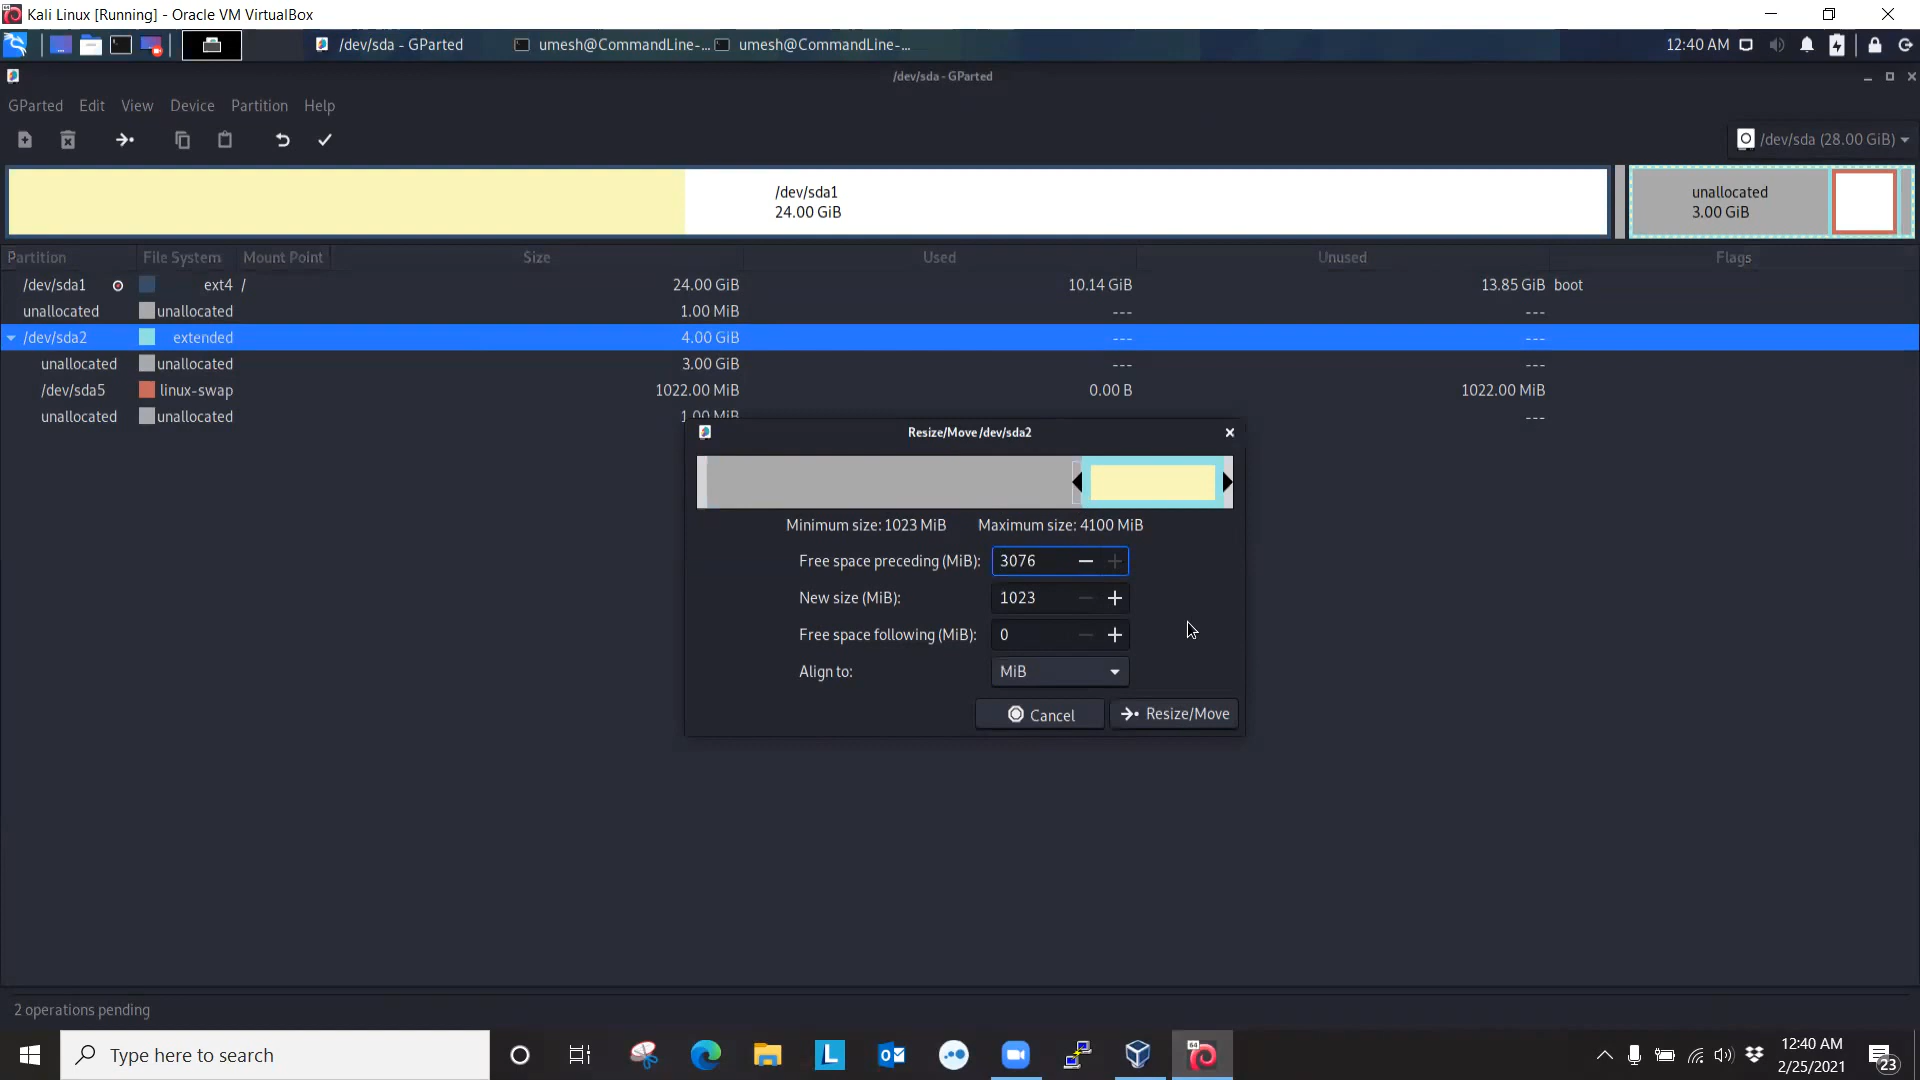 Kali Linux [Running] - Oracle VM VirtualBox
/dev/sda - GParted
umesh@CommandLine-...
umesh@CommandLine-...
12:40 AM
/dev/sda - GParted
GParted Edit View Device Partition Help
/dev/sda (28.00 GiB)
/dev/sda1
24.00 GiB
unallocated
3.00 GiB
Partition File System Mount Point Size Used Unused Flags
/dev/sda1 ext4 / 24.00 GiB 10.14 GiB 13.85 GiB boot
unallocated unallocated 1.00 MiB --- ---
/dev/sda2 extended 4.00 GiB --- ---
unallocated unallocated 3.00 GiB --- ---
/dev/sda5 linux-swap 1022.00 MiB 0.00 B 1022.00 MiB
unallocated unallocated 1.00 MiB ---
Resize/Move /dev/sda2
Minimum size: 1023 MiB Maximum size: 4100 MiB
Free space preceding (MiB): 3076
New size (MiB): 1023
Free space following (MiB): 0
Align to: MiB
Cancel Resize/Move
2 operations pending
Type here to search
12:40 AM
2/25/2021
23